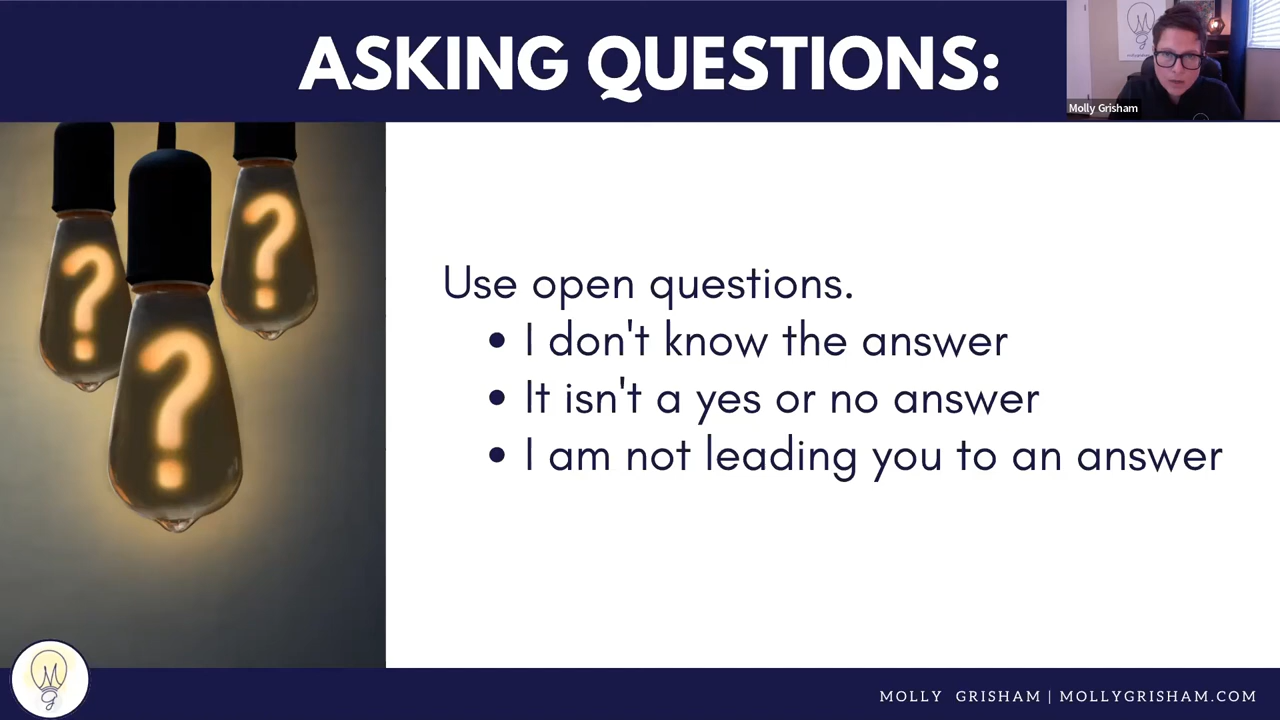 ASKING QUESTIONS:
Molly Grisham
? ? ?
Use open questions.
• I don't know the answer
• It isn't a yes or no answer
• I am not leading you to an answer
MG
MOLLY GRISHAM | MOLLYGRISHAM.COM